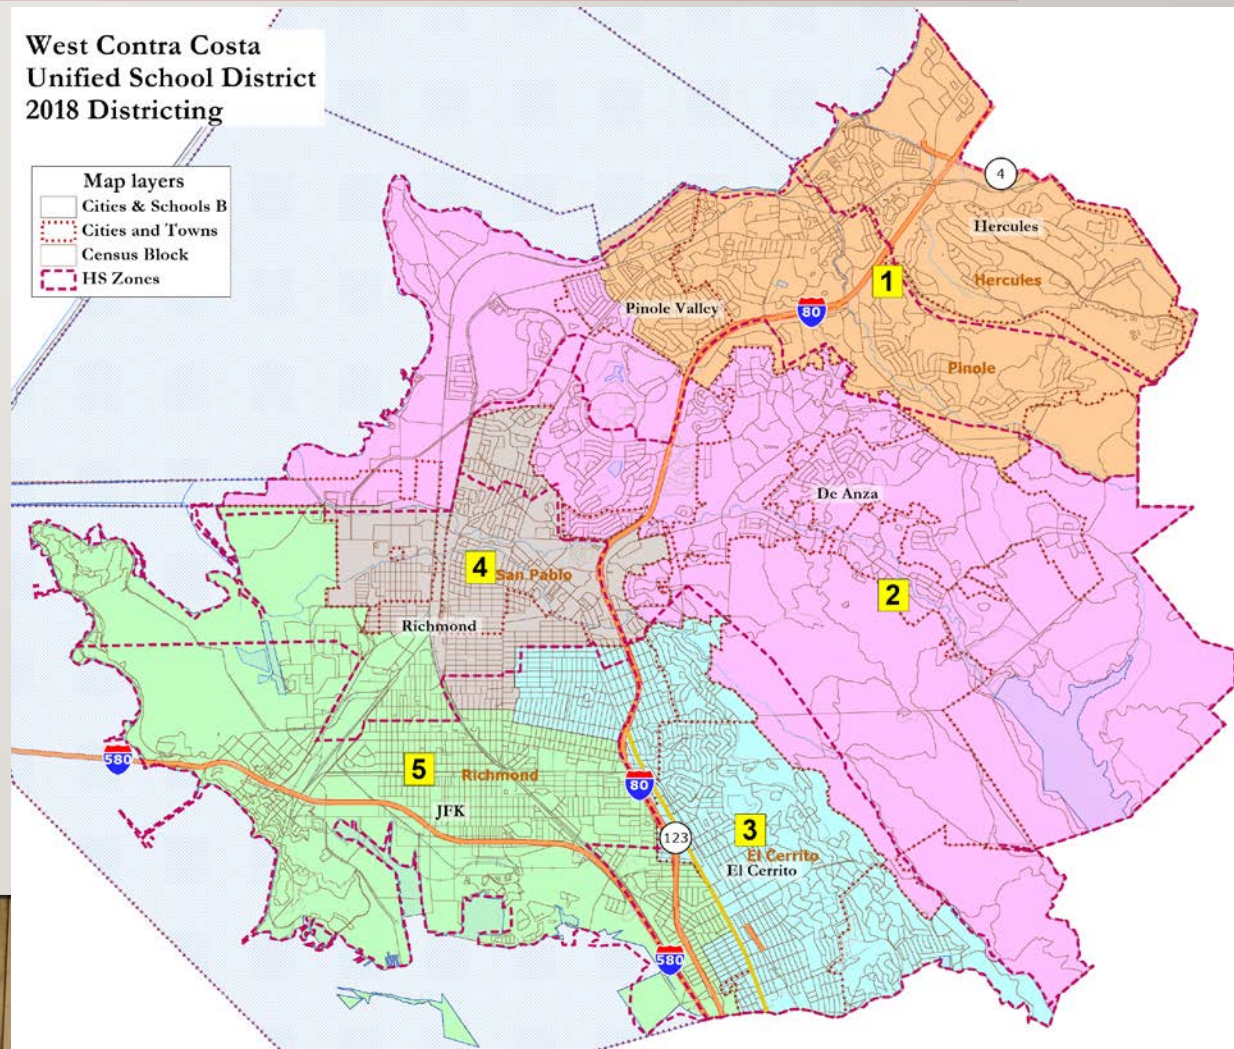 West Contra Costa
Unified School District
2018 Districting
Map layers
Cities & Schools B
Cities and Towns
Census Block
HS Zones
4
Hercules
1
Hercules
Pinole Valley
80
Pinole
De Anza
4
San Pablo
2
Richmond
580
5
Richmond
80
JFK
123
3
El Cerrito
El Cerrito
580